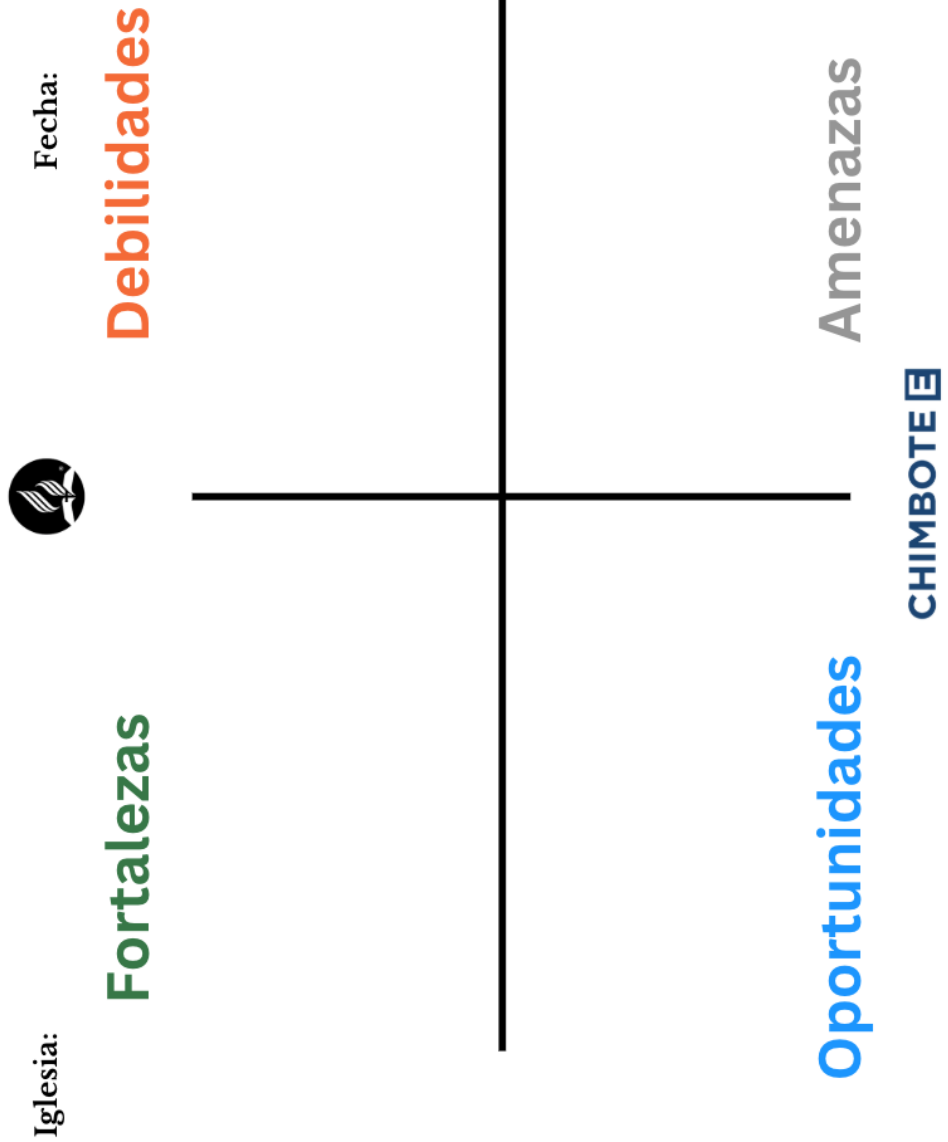 Iglesia:
Fecha:
Fortalezas
Debilidades
Oportunidades
Amenazas
CHIMBOTE E